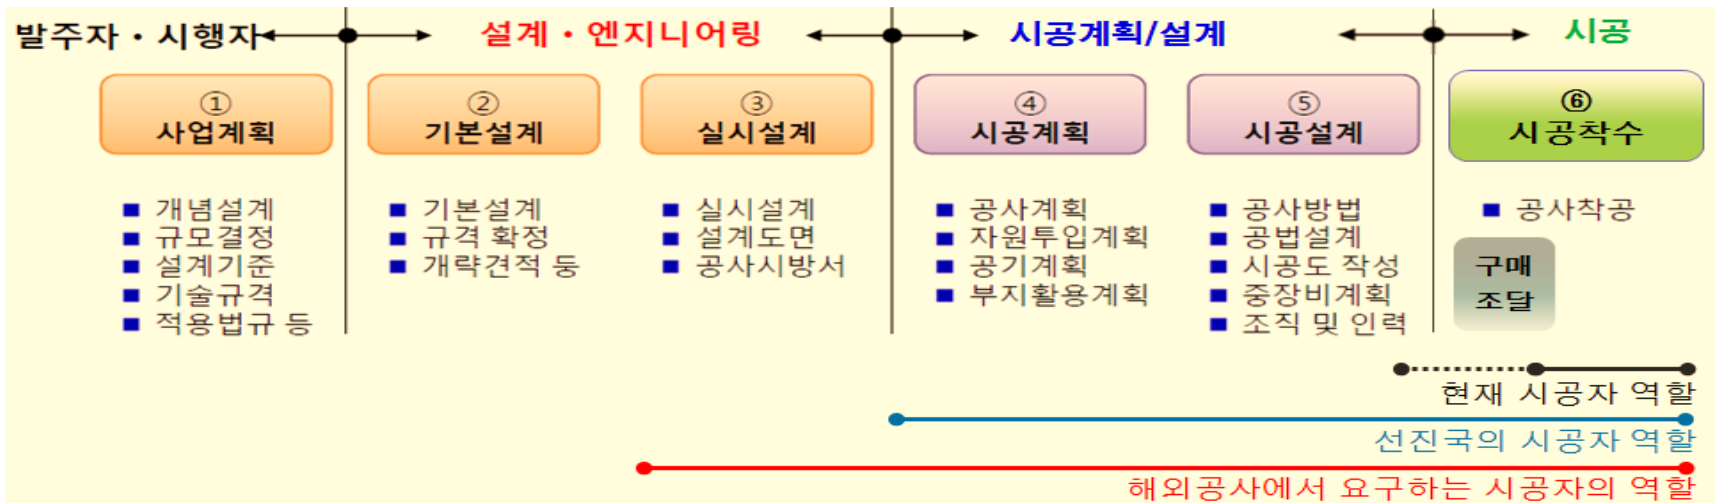 발주자 · 시행자
설계 · 엔지니어링
시공계획/설계
시공
①
사업계획
②
기본설계
③
실시설계
④
시공계획
⑤
시공설계
⑥
시공착수
■ 개념설계
■ 규모결정
■ 설계기준
■ 기술규격
■ 적용법규 등
■ 기본설계
■ 규격 확정
■ 개략견적 둥
■ 실시설계
■ 설계도면
■ 공사시방서
■ 공사계획
■ 자원투입계획
■ 공기계획
■ 부지활용계획
■ 공사방법
■ 공법설계
■ 시공도 작성
■ 중장비계획
■ 조직 및 인력
■ 공사착공
구매
조달
현재 시공자 역할
선진국의 시공자 역할
해외공사에서 요구하는 시공자의 역할